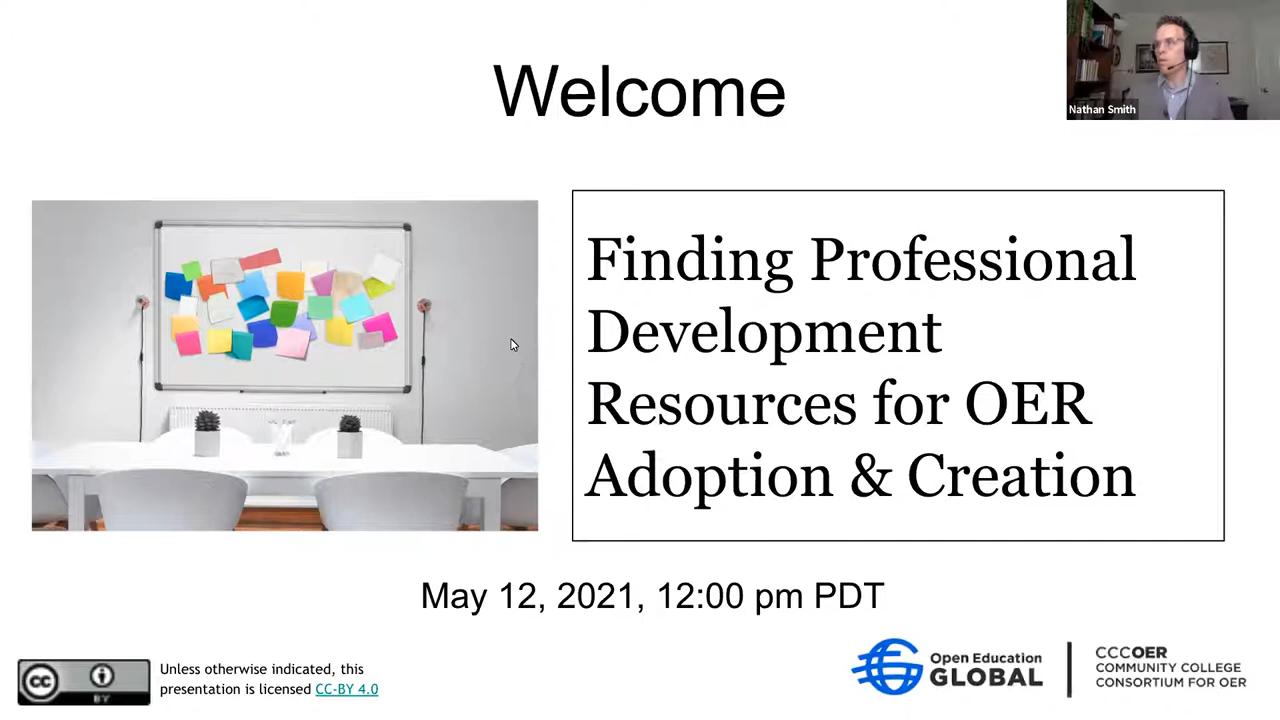 Welcome
Nathan Smith
Finding Professional
Development
Resources for OER
Adoption & Creation
May 12, 2021, 12:00 pm PDT
cc
BY
Unless otherwise indicated, this
presentation is licensed CC-BY 4.0
Open Education
GLOBAL
CCCOER
COMMUNITY COLLEGE
CONSORTIUM FOR OER